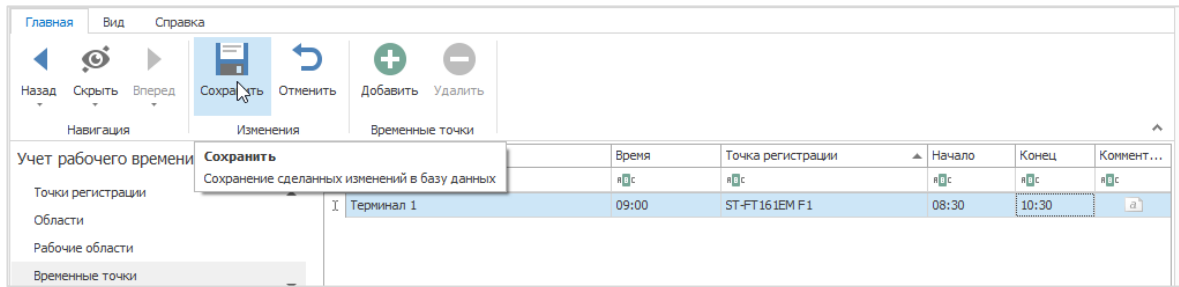 Главная Вид Справка
Назад Скрыть Вперед Сохранить Отменить Добавить Удалить
Навигация Изменения Временные точки
Учет рабочего времени
Сохранить
Сохранение сделанных изменений в базу данных
Время Точка регистрации Начало Конец Коммент...
Точки регистрации
Терминал 1 09:00 ST-FT161EM F1 08:30 10:30 a
Области
Рабочие области
Временные точки